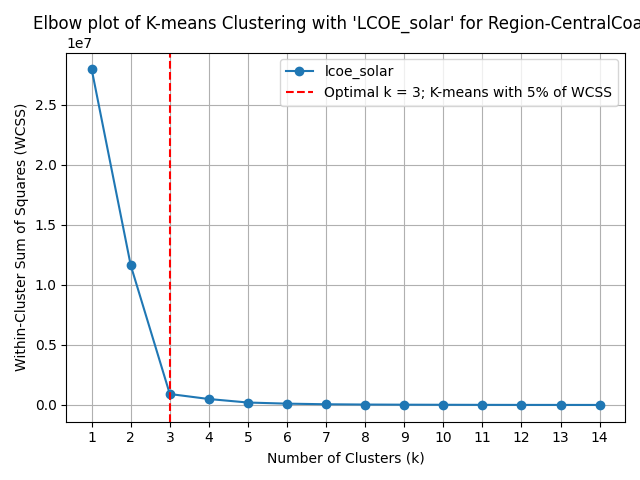 Elbow plot of K-means Clustering with 'LCOE_solar' for Region-CentralCoa
1e7
lcoe_solar
Optimal k = 3; K-means with 5% of WCSS
2.5
2.0
1.5
1.0
0.5
0.0
Within-Cluster Sum of Squares (WCSS)
1 2 3 4 5 6 7 8 9 10 11 12 13 14
Number of Clusters (k)